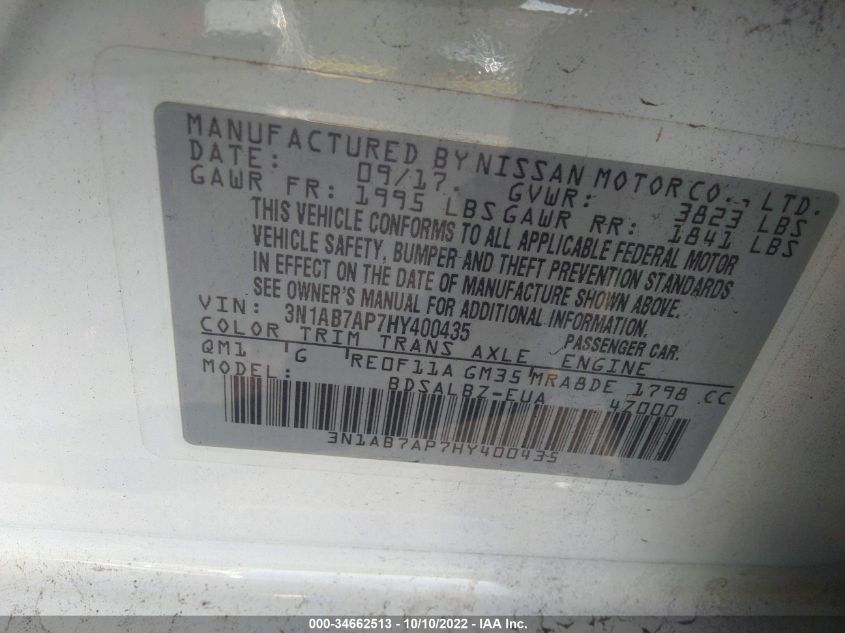 MANUFACTURED BY NISSAN MOTOR CO., LTD.
DATE: 09/17. GVWR: 3823 LBS
GAWR FR: 1995 LBS GAWR RR: 1841 LBS
THIS VEHICLE CONFORMS TO ALL APPLICABLE FEDERAL MOTOR
VEHICLE SAFETY, BUMPER AND THEFT PREVENTION STANDARDS
IN EFFECT ON THE DATE OF MANUFACTURE SHOWN ABOVE.
SEE OWNER'S MANUAL FOR ADDITIONAL INFORMATION.
VIN: 3N1AB7AP7HY400435 PASSENGER CAR.
COLOR TRIM TRANS AXLE ENGINE
QM1 G RE0F11A GM35 MRA8DE 1798 CC
MODEL: BDSALBZ-EUA 4Z000
3N1AB7AP7HY400435
000-34662513 - 10/10/2022 - IAA Inc.